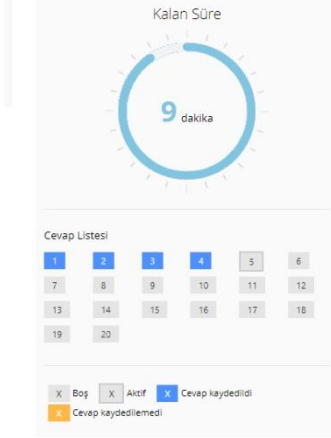 Kalan Süre
9 dakika
Cevap Listesi
1 2 3 4 5 6
7 8 9 10 11 12
13 14 15 16 17 18
19 20
X Boş X Aktif X Cevap kaydedildi
X Cevap kaydedilemedi